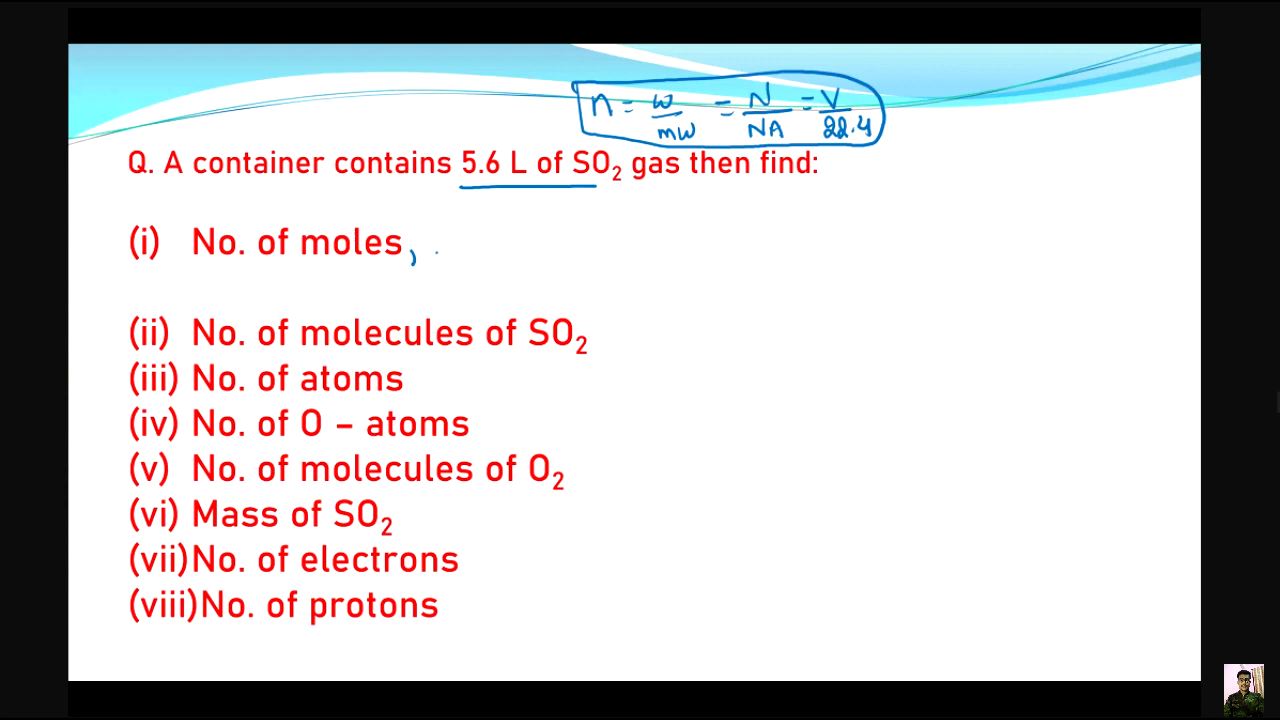 n = w/mw = N/NA = V/22.4
Q. A container contains 5.6 L of SO₂ gas then find:
(i) No. of moles,
(ii) No. of molecules of SO₂
(iii) No. of atoms
(iv) No. of O – atoms
(v) No. of molecules of O₂
(vi) Mass of SO₂
(vii) No. of electrons
(viii) No. of protons